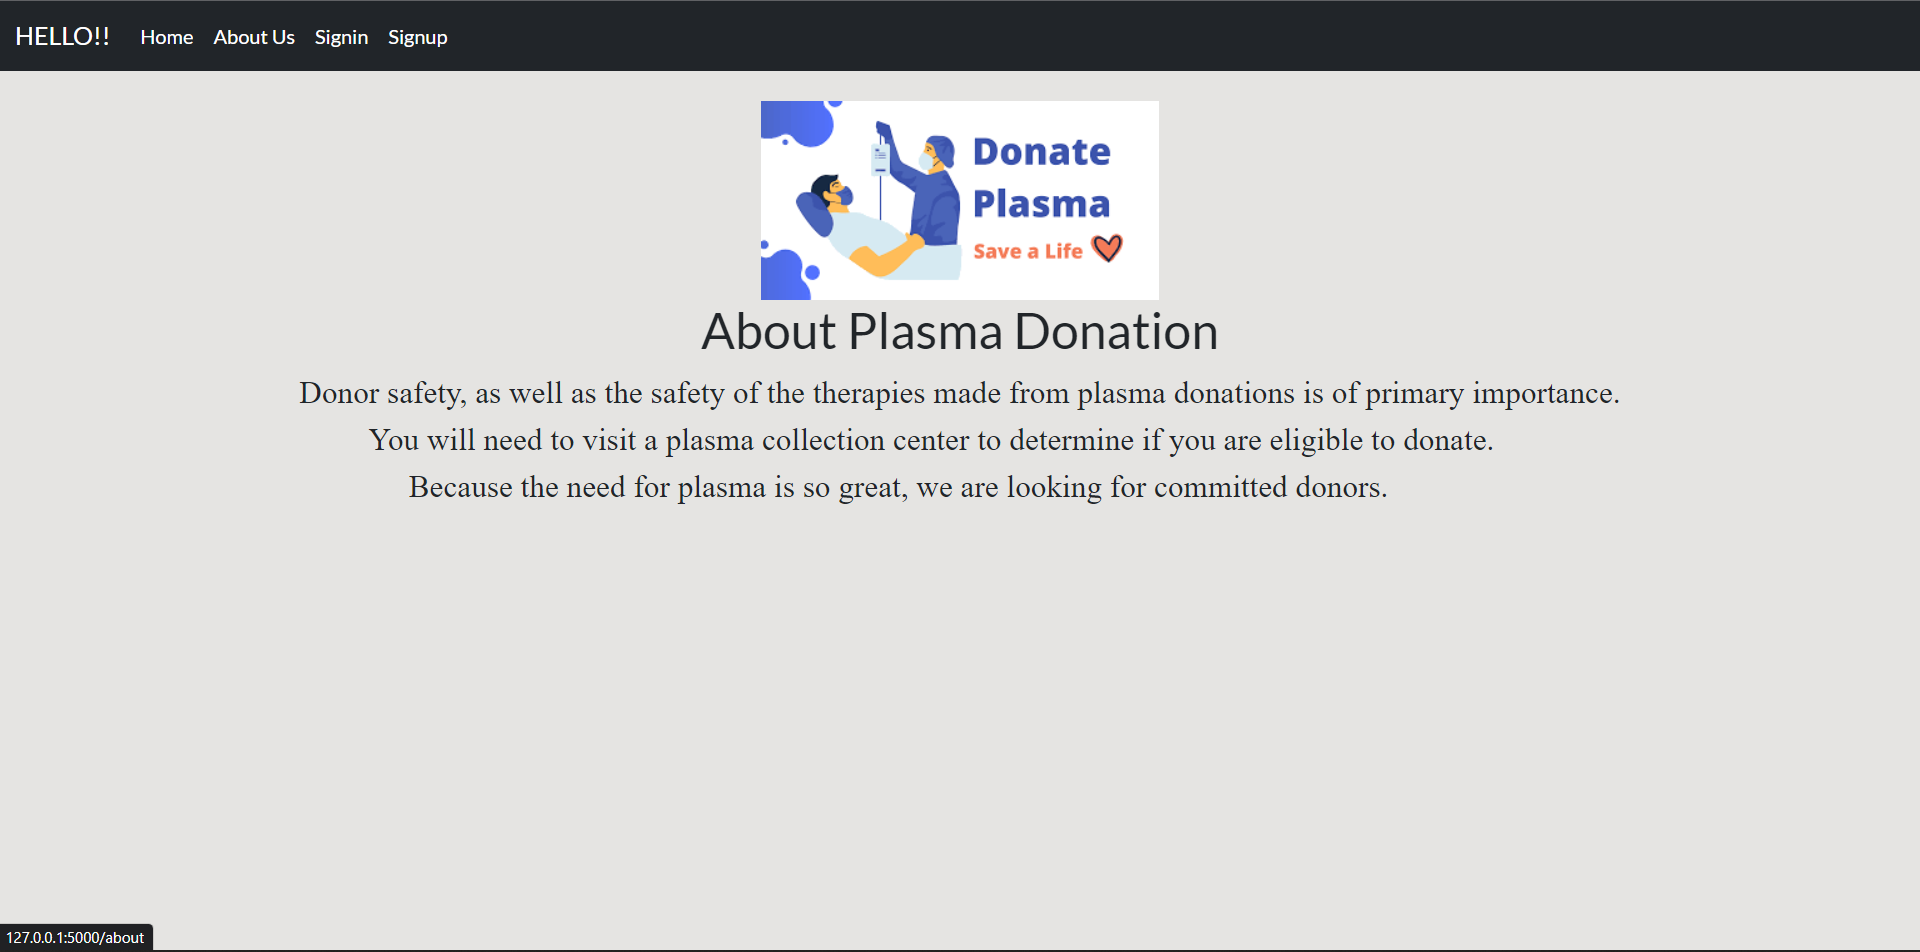 HELLO!! Home About Us Signin Signup
Donate
Plasma
Save a Life
About Plasma Donation
Donor safety, as well as the safety of the therapies made from plasma donations is of primary importance.
You will need to visit a plasma collection center to determine if you are eligible to donate.
Because the need for plasma is so great, we are looking for committed donors.
127.0.0.1:5000/about